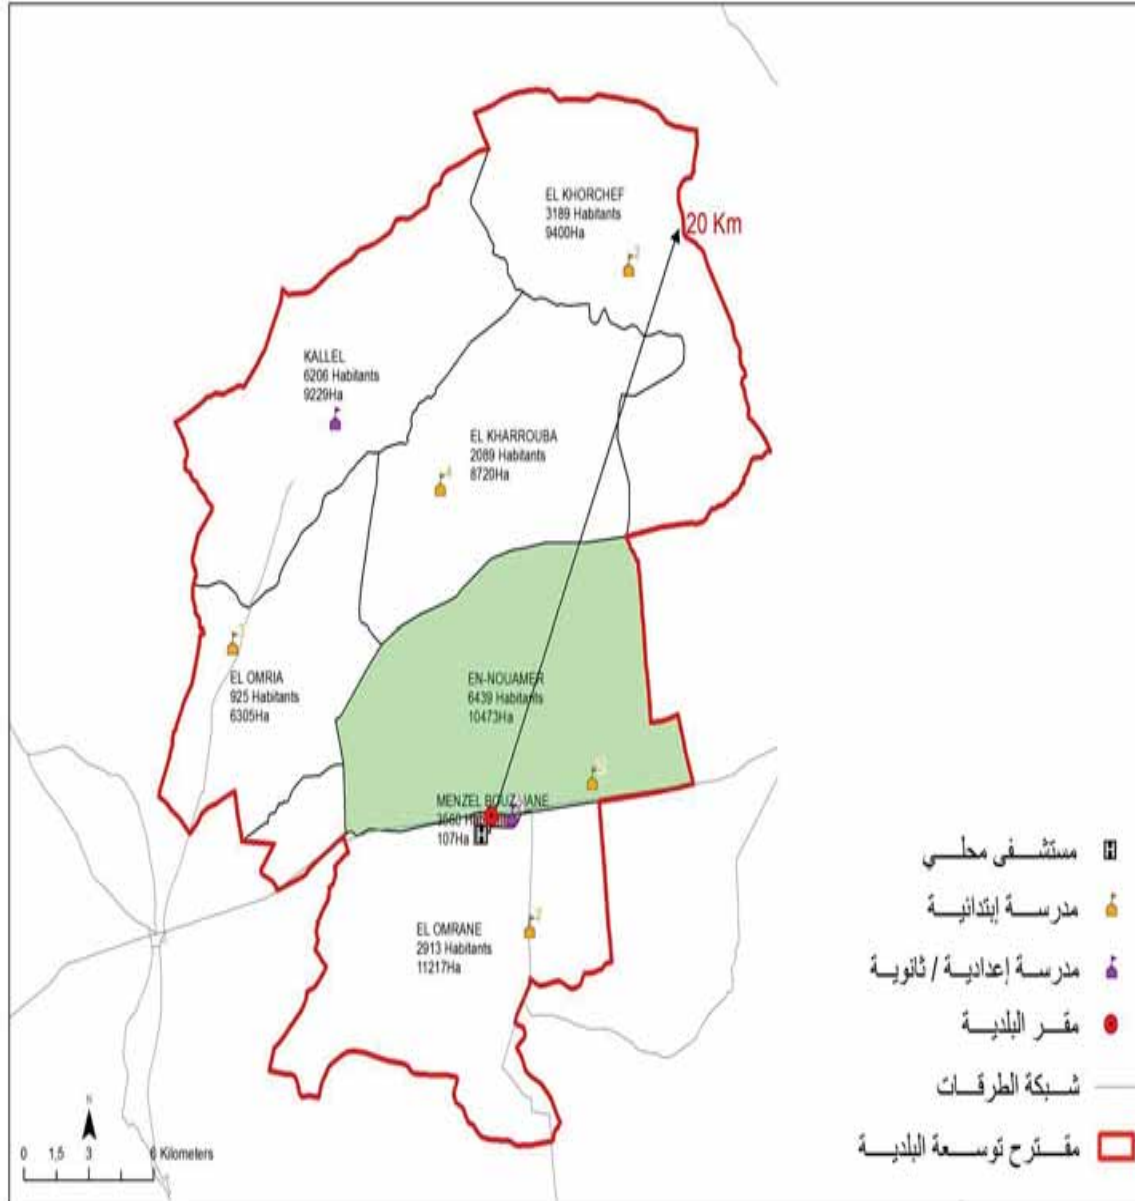 EL KHORCHEF
3189 Habitants
9400Ha
20 Km
KALLEL
6206 Habitants
9229Ha
EL KHARROUBA
2089 Habitants
8720Ha
EL OMRIA
925 Habitants
6305Ha
EN-NOUAMER
6439 Habitants
10473Ha
MENZEL
107Ha
H
EL OMRANE
2913 Habitants
11217Ha
مستشفى محلي
مدرسة إبتدائية
مدرسة إعدادية / ثانوية
مقر البلدية
شبكة الطرقات
مقترح توسعة البلدية
N
0 1,5 3 6 Kilometers